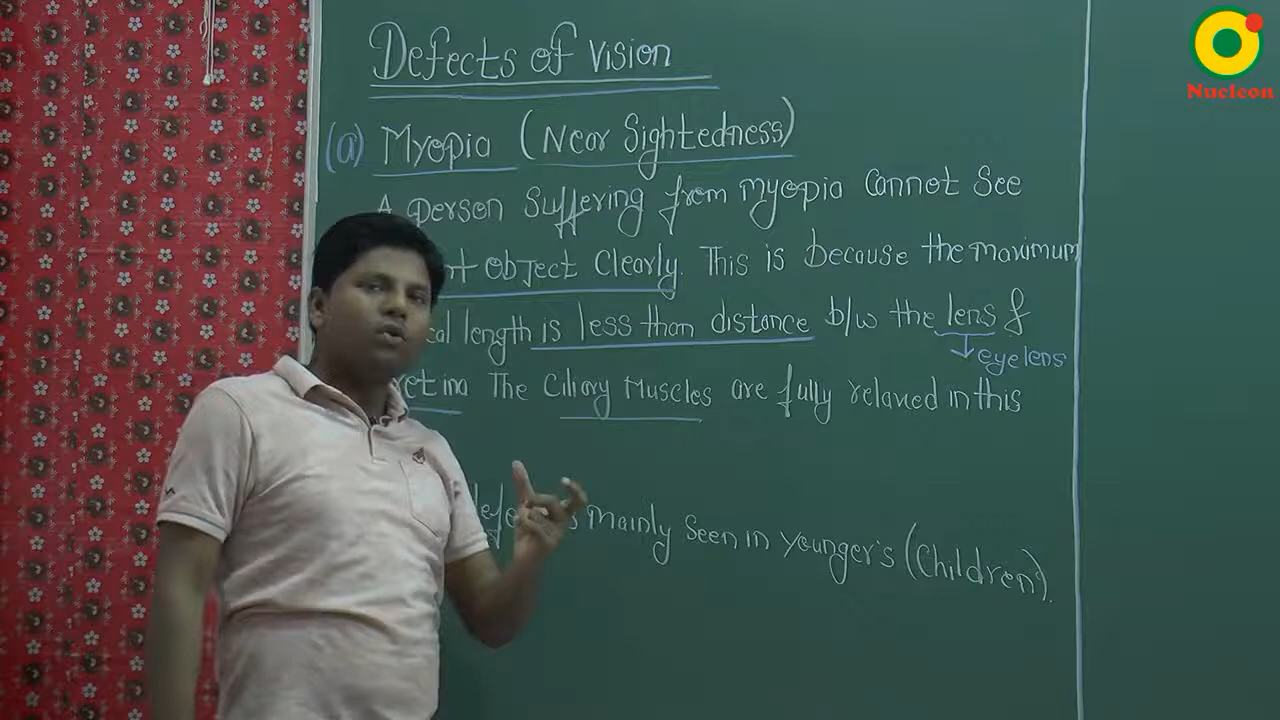 Defects of Vision
(a) Myopia (Near Sightedness)
A person Suffering from Myopia Cannot See
object Clearly. This is because the maximum
length is less than distance b/w the lens &
eye lens
The Ciliary Muscles are fully relaxed in this
Mainly Seen in younger's (Children).
Nucleon